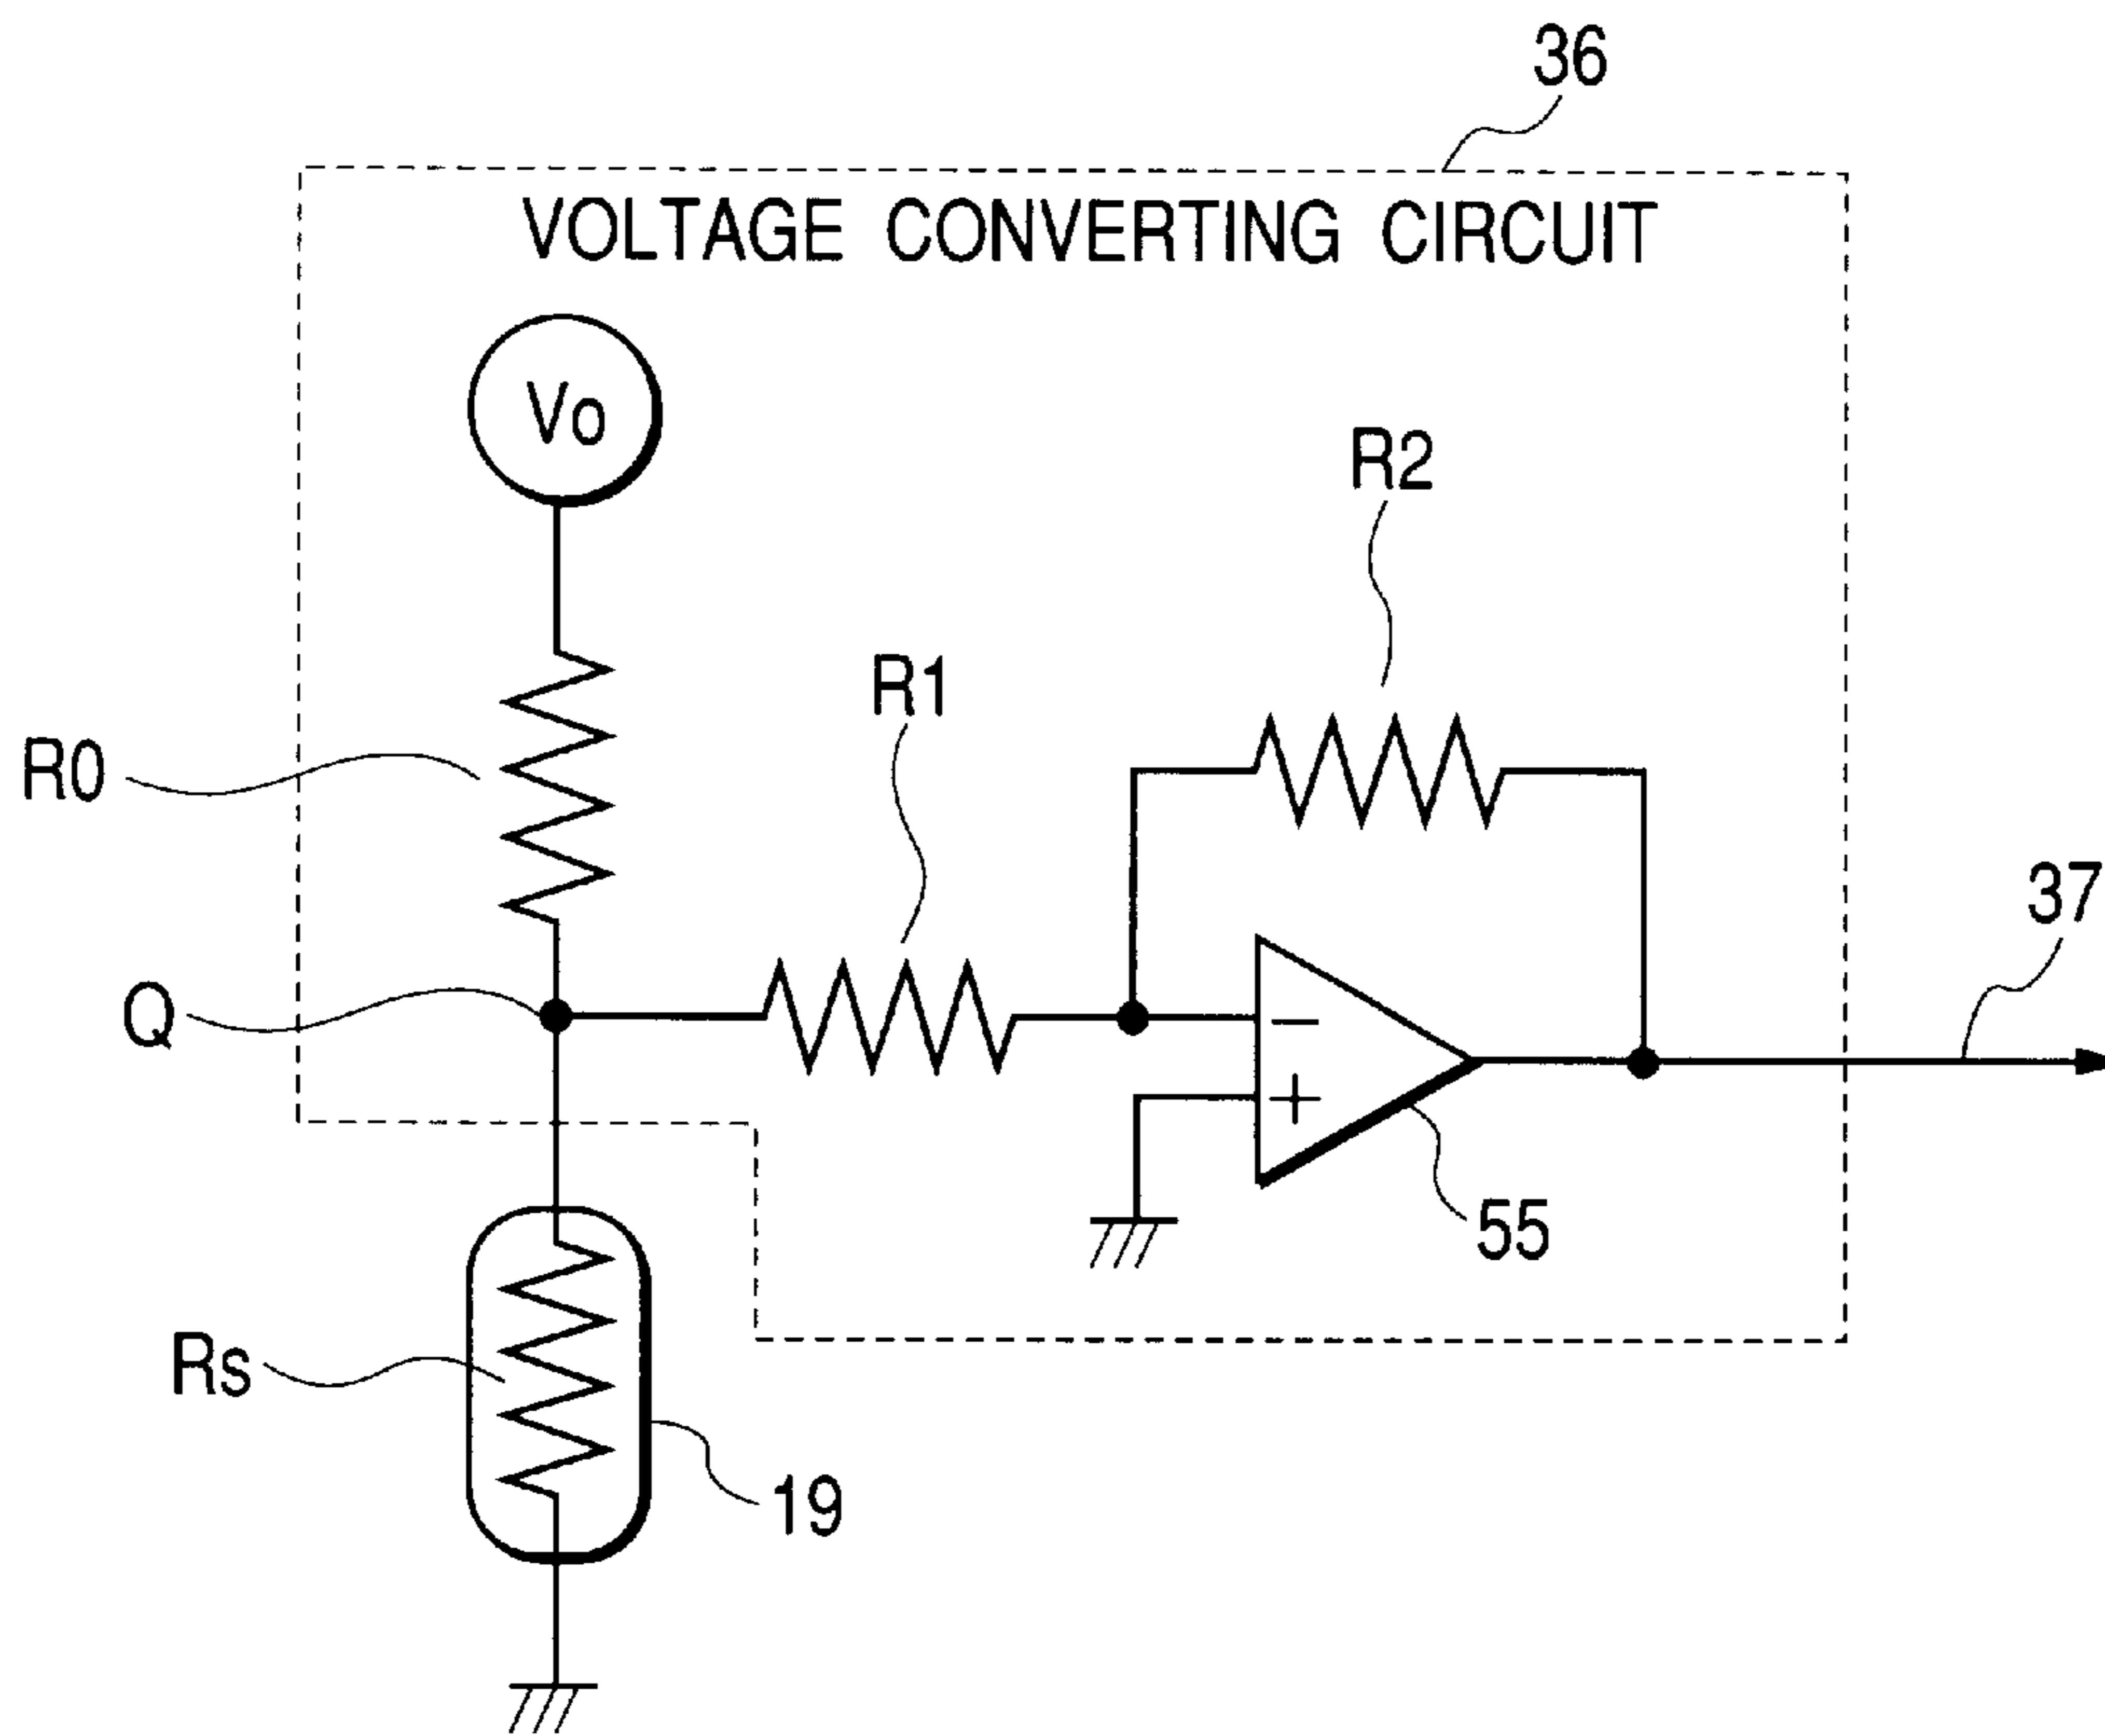 36
VOLTAGE CONVERTING CIRCUIT
Vo
R2
R1
R0
37
Q
−
+
55
Rs
19